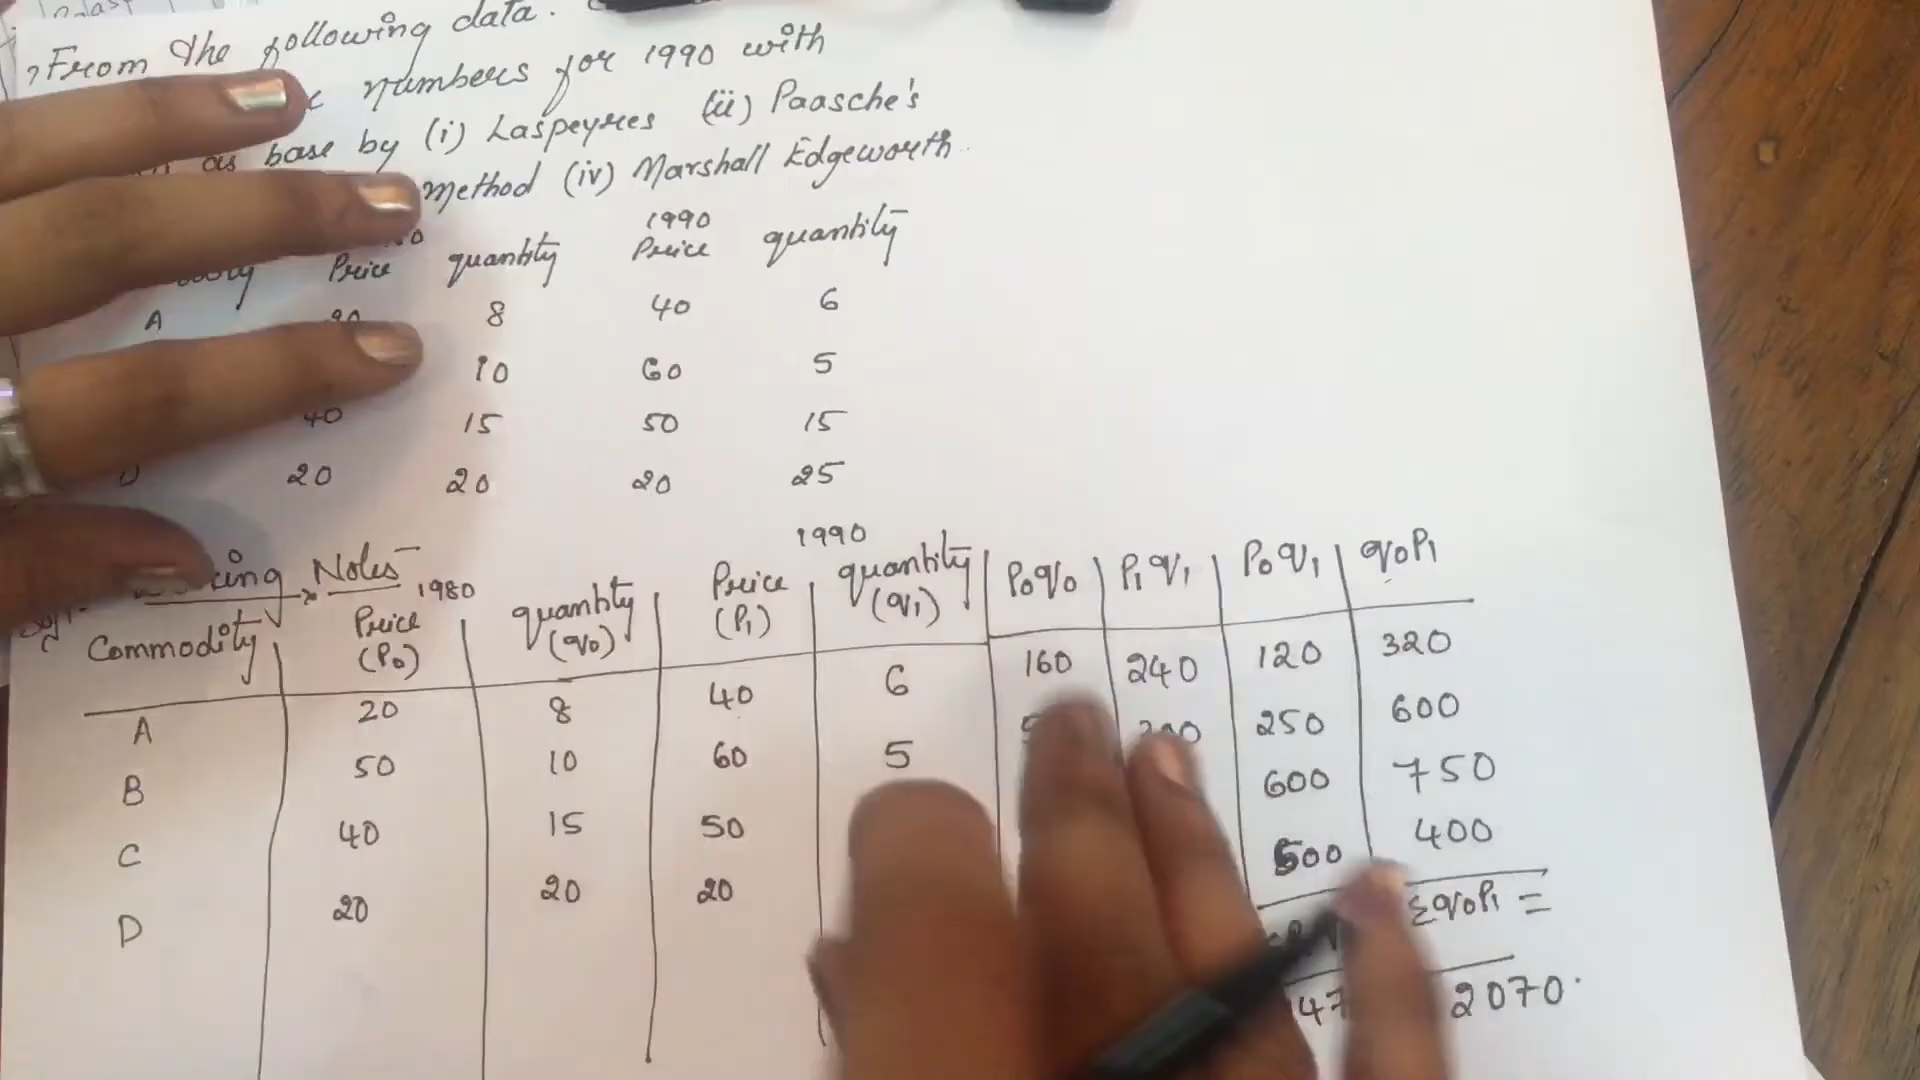 From the following data.
numbers for 1990 with
as base by (i) Laspeyres (ii) Paasche's
method (iv) Marshall Edgeworth
1990
Price quantity Price quantity
A 8 40 6
10 60 5
40 15 50 15
20 20 20 25
Notes
1980 1990
Commodity Price (P0) quantity (q0) Price (P1) quantity (q1) P0q0 P1q1 P0q1 q0P1
A 20 8 40 6 160 240 120 320
B 50 10 60 5 250 600
C 40 15 50 600 750
D 20 20 20 500 400
Σq0P1 =
2070.